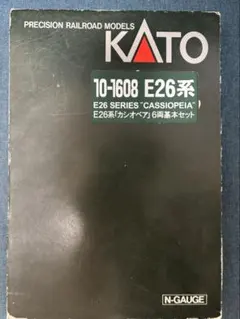 PRECISION RAILROAD MODELS
KATO
10-1608 E26系
E26 SERIES "CASSIOPEIA"
E26系「カシオペア」6両基本セット
N-GAUGE